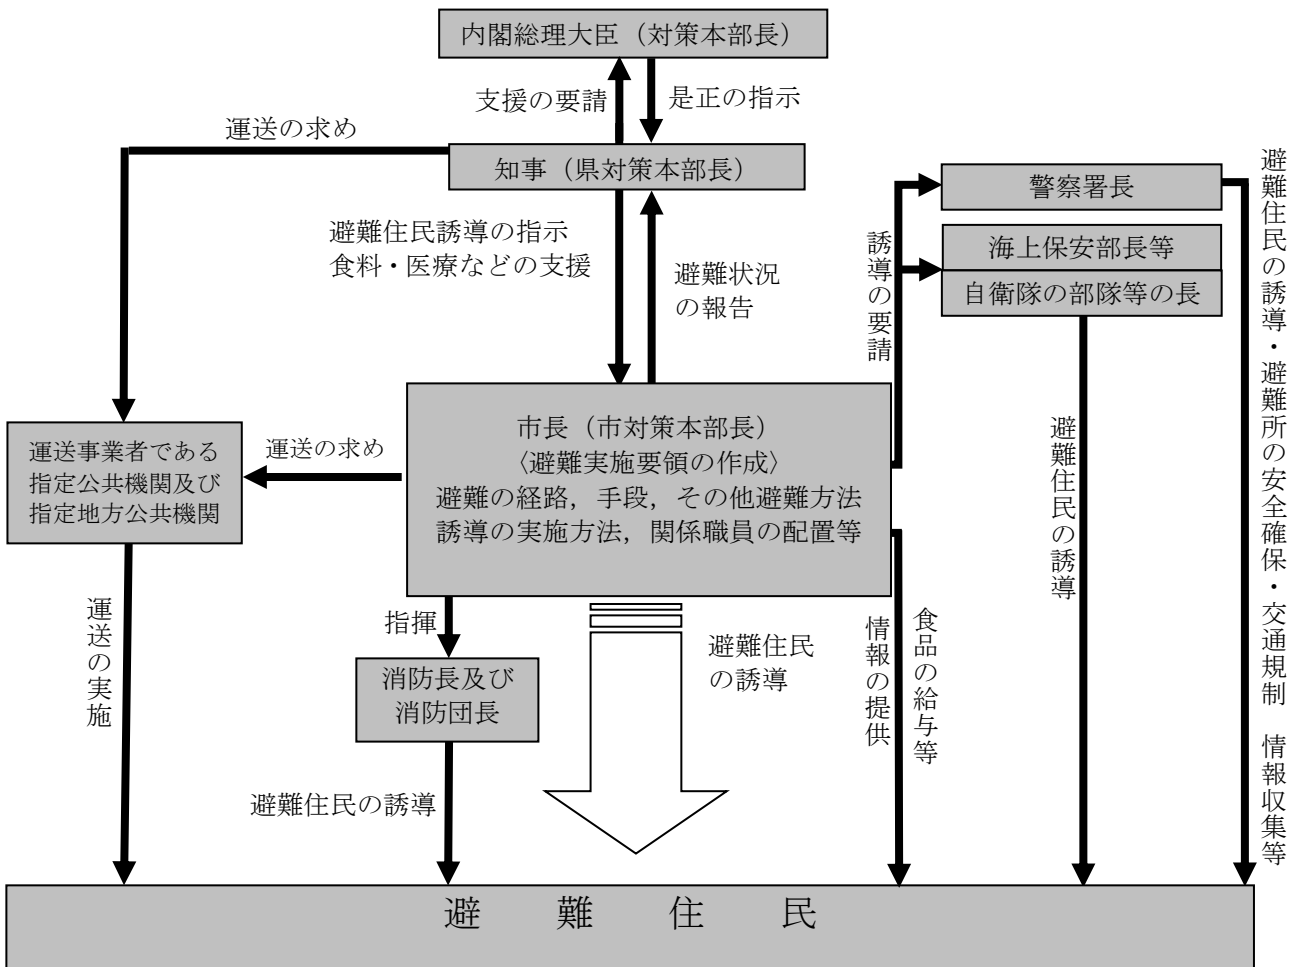 内閣総理大臣（対策本部長）
支援の要請
是正の指示
運送の求め
知事（県対策本部長）
警察署長
海上保安部長等
自衛隊の部隊等の長
避難住民誘導の指示
食料・医療などの支援
避難状況
の報告
誘導の要請
避難住民の誘導・避難所の安全確保・交通規制　情報収集等
市長（市対策本部長）
〈避難実施要領の作成〉
避難の経路，手段，その他避難方法
誘導の実施方法，関係職員の配置等
運送の求め
運送事業者である
指定公共機関及び
指定地方公共機関
避難住民の誘導
運送の実施
指揮
消防長及び
消防団長
避難住民
の誘導
食品の給与等
情報の提供
避難住民の誘導
避　難　住　民